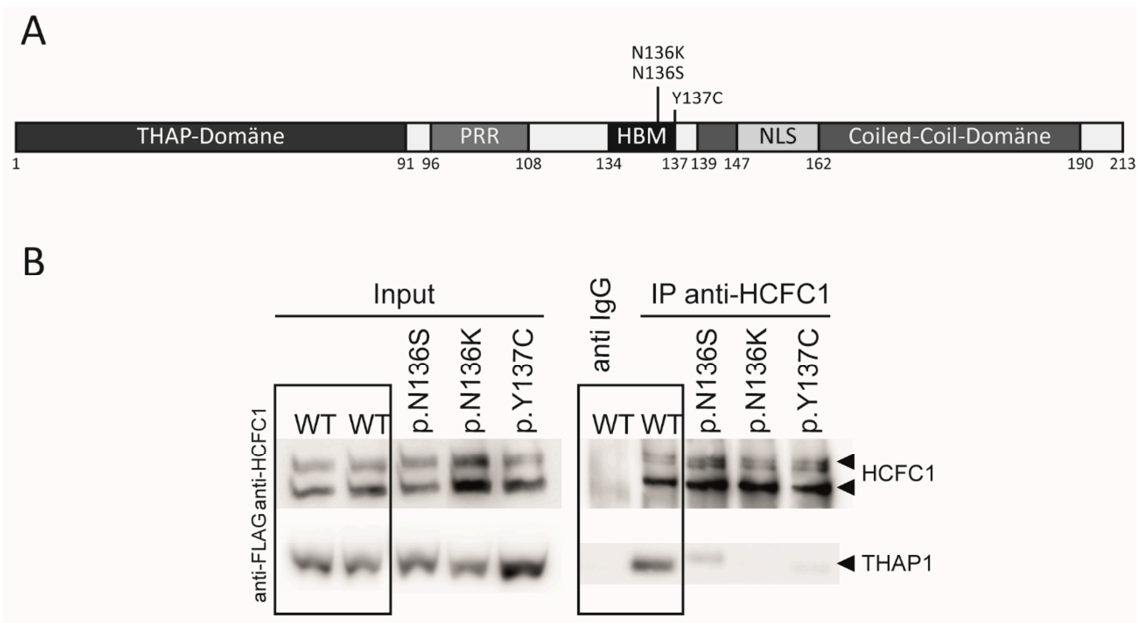 A
N136K
N136S
Y137C
THAP-Domäne PRR HBM NLS Coiled-Coil-Domäne
1 91 96 108 134 137 139 147 162 190 213
B
Input
anti IgG
IP anti-HCFC1
p.N136S
p.N136K
p.Y137C
p.N136S
p.N136K
p.Y137C
WT WT
WT WT
anti-HCFC1
HCFC1
anti-FLAG
THAP1